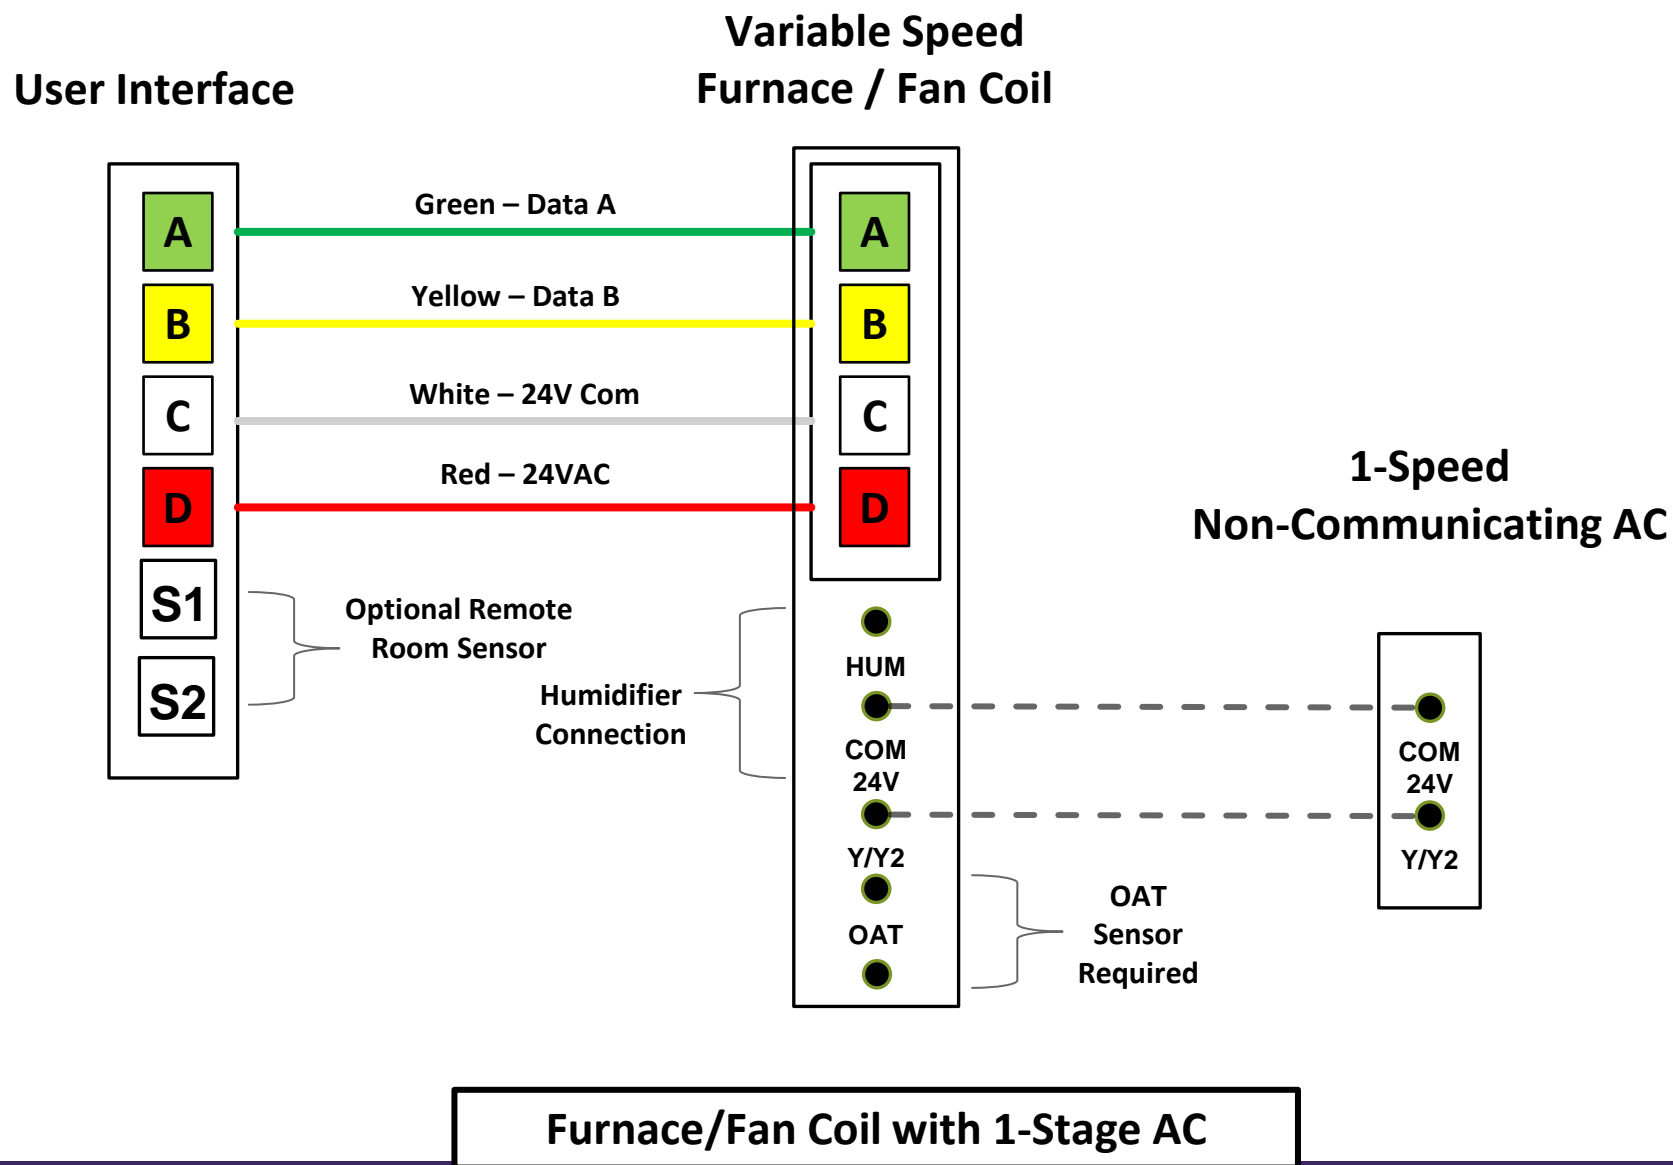 Variable Speed
Furnace / Fan Coil
User Interface
A
B
C
D
S1
S2
Green – Data A
Yellow – Data B
White – 24V Com
Red – 24VAC
Optional Remote
Room Sensor
Humidifier
Connection
A
B
C
D
HUM
COM
24V
Y/Y2
OAT
OAT
Sensor
Required
1-Speed
Non-Communicating AC
COM
24V
Y/Y2
Furnace/Fan Coil with 1-Stage AC